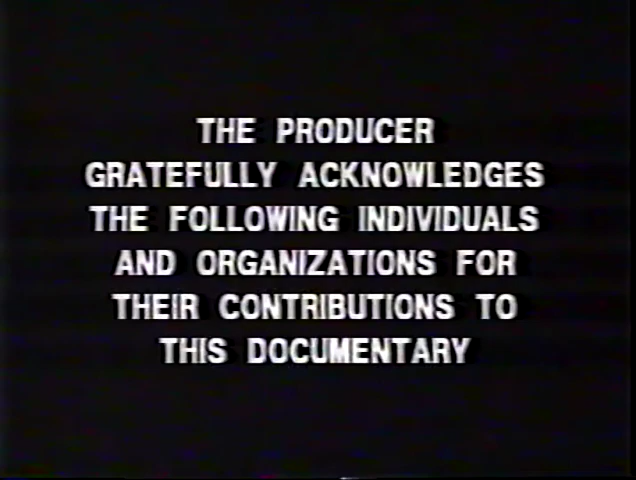 THE PRODUCER
GRATEFULLY ACKNOWLEDGES
THE FOLLOWING INDIVIDUALS
AND ORGANIZATIONS FOR
THEIR CONTRIBUTIONS TO
THIS DOCUMENTARY